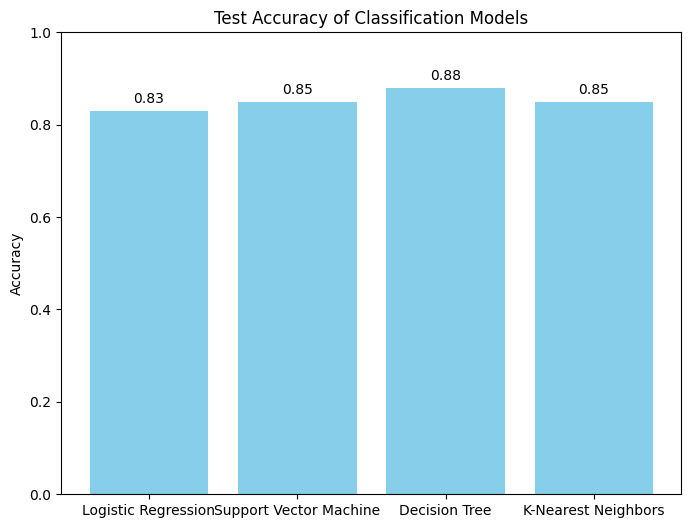 Test Accuracy of Classification Models
1.0
0.8
0.6
0.4
0.2
0.0
Accuracy
0.83
0.85
0.88
0.85
Logistic Regression
Support Vector Machine
Decision Tree
K-Nearest Neighbors